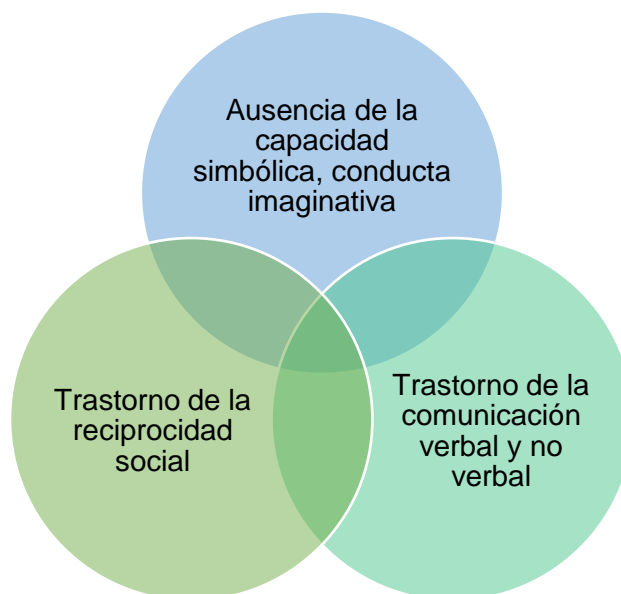 Ausencia de la
capacidad
simbólica, conducta
imaginativa
Trastorno de la
reciprocidad
social
Trastorno de la
comunicación
verbal y no
verbal